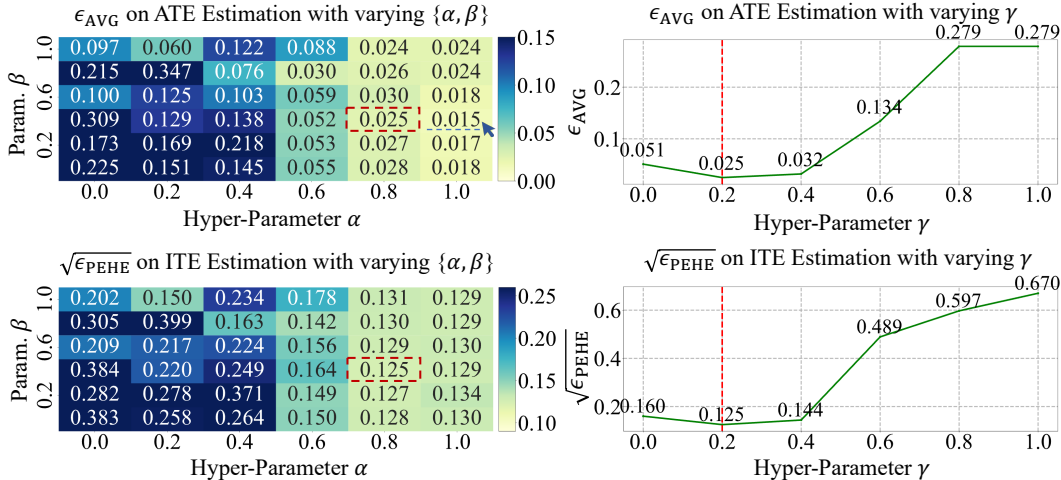 ϵAVG on ATE Estimation with varying {α, β}
Param. β
1.0
0.6
0.2
0.097 0.060 0.122 0.088 0.024 0.024
0.215 0.347 0.076 0.030 0.026 0.024
0.100 0.125 0.103 0.059 0.030 0.018
0.309 0.129 0.138 0.052 0.025 0.015
0.173 0.169 0.218 0.053 0.027 0.017
0.225 0.151 0.145 0.055 0.028 0.018
0.0 0.2 0.4 0.6 0.8 1.0
Hyper-Parameter α
0.15
0.10
0.05
0.00
ϵAVG on ATE Estimation with varying γ
ϵAVG
0.2
0.1
0.051 0.025 0.032 0.134 0.279 0.279
0.0 0.2 0.4 0.6 0.8 1.0
Hyper-Parameter γ
√ϵPEHE on ITE Estimation with varying {α, β}
Param. β
1.0
0.6
0.2
0.202 0.150 0.234 0.178 0.131 0.129
0.305 0.399 0.163 0.142 0.130 0.129
0.209 0.217 0.224 0.156 0.129 0.130
0.384 0.220 0.249 0.164 0.125 0.129
0.282 0.278 0.371 0.149 0.127 0.134
0.383 0.258 0.264 0.150 0.128 0.130
0.0 0.2 0.4 0.6 0.8 1.0
Hyper-Parameter α
0.25
0.20
0.15
0.10
√ϵPEHE on ITE Estimation with varying γ
√ϵPEHE
0.6
0.4
0.20
0.160 0.125 0.144 0.489 0.597 0.670
0.0 0.2 0.4 0.6 0.8 1.0
Hyper-Parameter γ